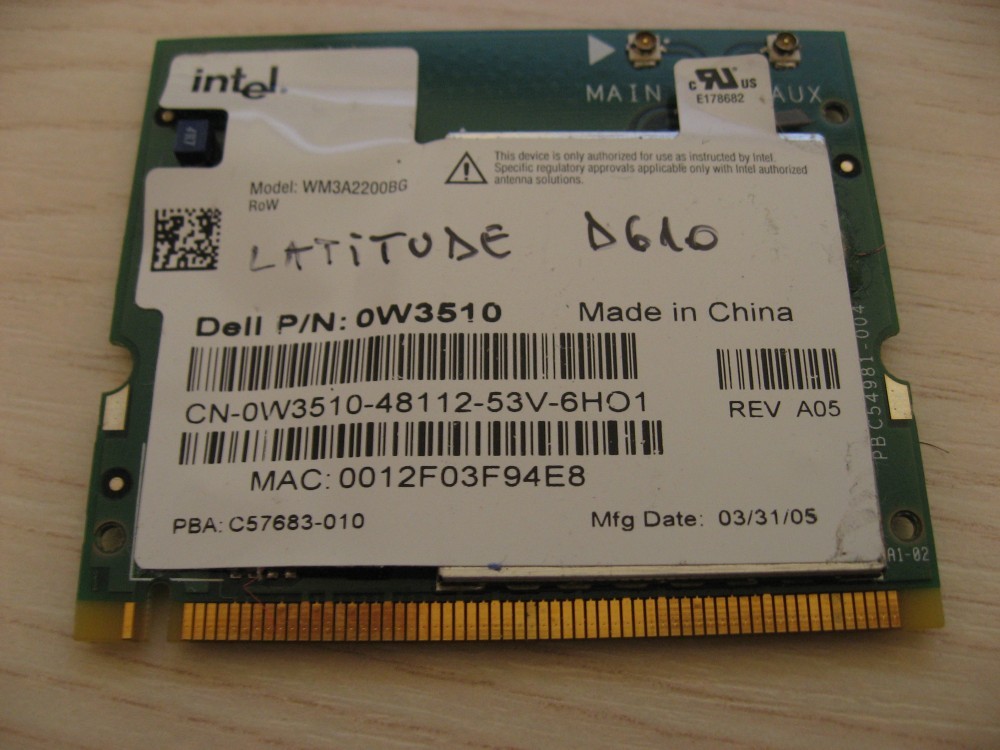 intel.
MAIN
AUX
c RU US
E178682
This device is only authorized for use as instructed by Intel.
Specific regulatory approvals applicable only with Intel authorized
antenna solutions.
Model: WM3A2200BG
RoW
LATITUDE D610
Dell P/N: 0W3510 Made in China
CN-0W3510-48112-53V-6HO1
REV A05
MAC: 0012F03F94E8
PBA: C57683-010
Mfg Date: 03/31/05
PBC54981-004
A1-02